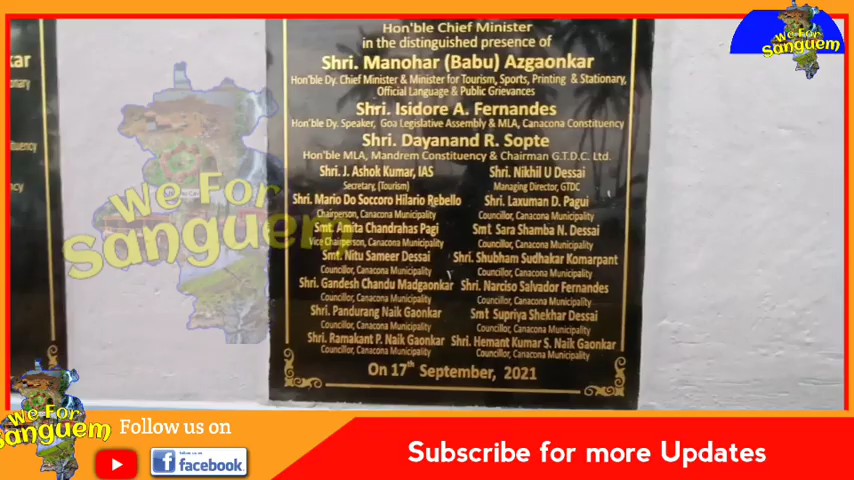 Hon'ble Chief Minister
in the distinguished presence of
Shri. Manohar (Babu) Azgaonkar
Hon'ble Dy. Chief Minister & Minister for Tourism, Sports, Printing & Stationary,
Official Language & Public Grievances
Shri. Isidore A. Fernandes
Hon'ble Dy. Speaker, Goa Legislative Assembly & MLA, Canacona Constituency
Shri. Dayanand R. Sopte
Hon'ble MLA, Mandrem Constituency & Chairman G.T.D.C. Ltd.
Shri. J. Ashok Kumar, IAS
Secretary, (Tourism)
Shri. Nikhil U Dessai
Managing Director, GTDC
Shri. Mario Do Soccoro Hilario Rebello
Chairperson, Canacona Municipality
Shri. Laxuman D. Pagui
Councillor, Canacona Municipality
Smt. Amita Chandrahas Pagi
Vice Chairperson, Canacona Municipality
Smt. Sara Shamba N. Dessai
Councillor, Canacona Municipality
Smt. Nitu Sameer Dessai
Councillor, Canacona Municipality
Shri. Shubham Sudhakar Komarpant
Councillor, Canacona Municipality
Shri. Gandesh Chandu Madgaonkar
Councillor, Canacona Municipality
Shri. Narciso Salvador Fernandes
Councillor, Canacona Municipality
Shri. Pandurang Naik Gaonkar
Councillor, Canacona Municipality
Smt Supriya Shekhar Dessai
Councillor, Canacona Municipality
Shri. Ramakant P. Naik Gaonkar
Councillor, Canacona Municipality
Shri. Hemant Kumar S. Naik Gaonkar
Councillor, Canacona Municipality
On 17th September, 2021
We For
Sanguem
We For
Sanguem
We For
Sanguem
Follow us on
facebook
Subscribe for more Updates